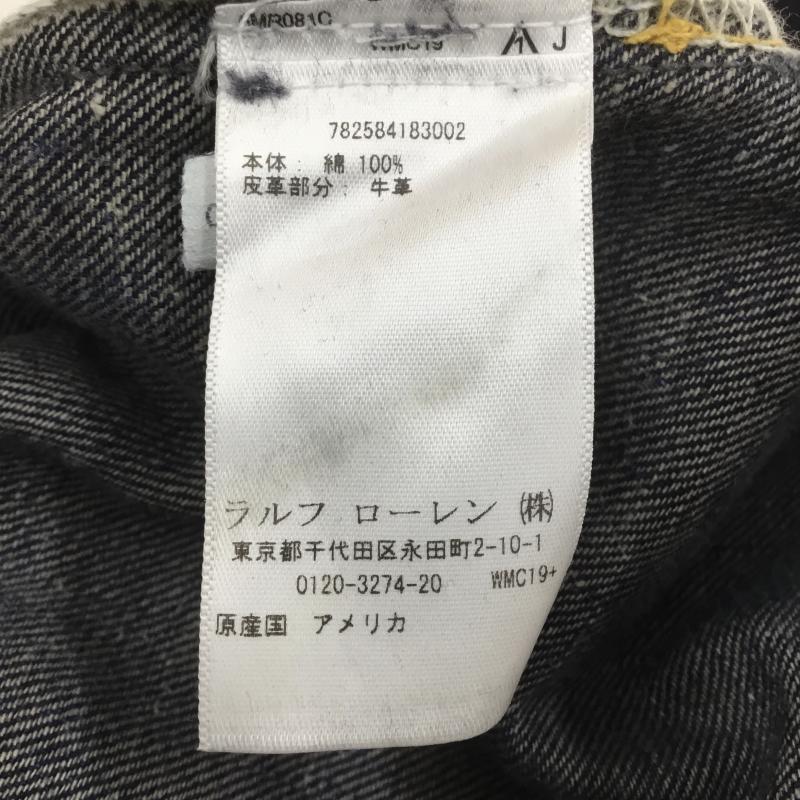 WMC19
J
782584183002
本体： 綿 100%
皮革部分： 牛革
ラルフ ローレン ㈱
東京都千代田区永田町2-10-1
0120-3274-20 WMC19+
原産国 アメリカ